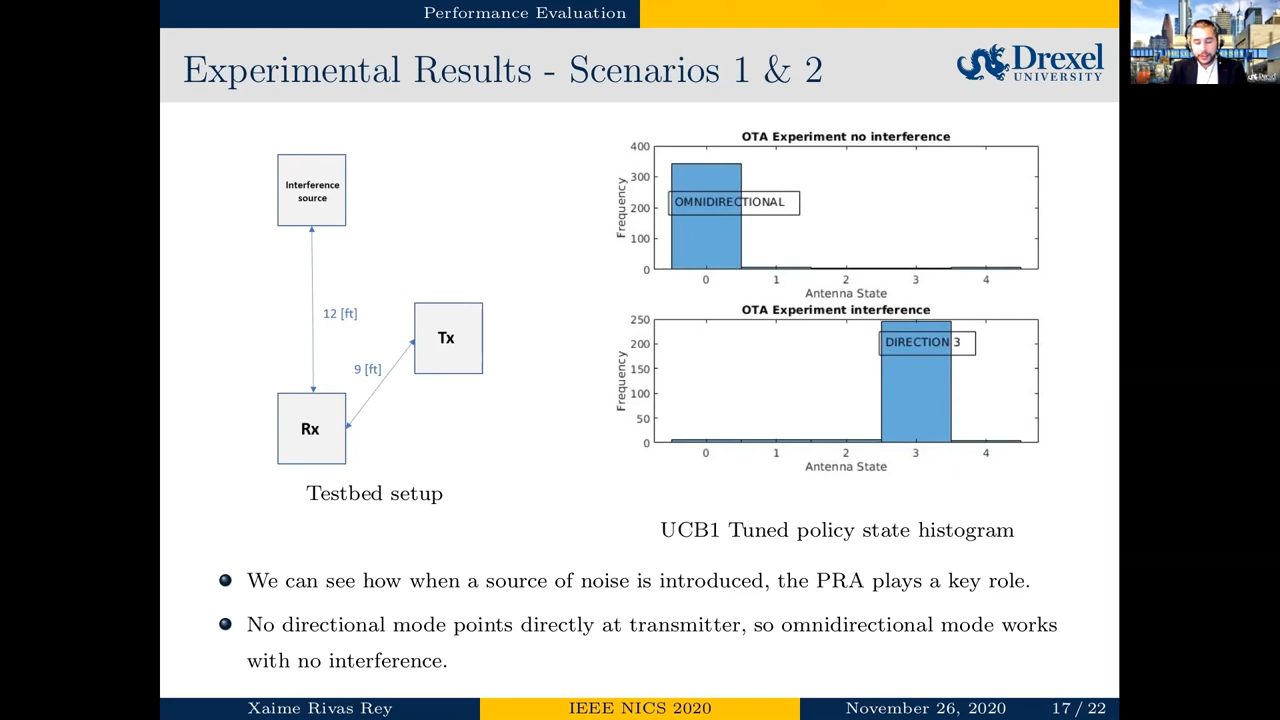 Performance Evaluation
Experimental Results - Scenarios 1 & 2
Drexel
UNIVERSITY
Interference
source
12 [ft]
Tx
9 [ft]
Rx
Testbed setup
OTA Experiment no interference
400
300
200
100
0
Frequency
OMNIDIRECTIONAL
0 1 2 3 4
Antenna State
OTA Experiment interference
250
200
150
100
50
0
Frequency
DIRECTION 3
0 1 2 3 4
Antenna State
UCB1 Tuned policy state histogram
We can see how when a source of noise is introduced, the PRA plays a key role.
No directional mode points directly at transmitter, so omnidirectional mode works
with no interference.
Xaime Rivas Rey IEEE NICS 2020 November 26, 2020 17 / 22